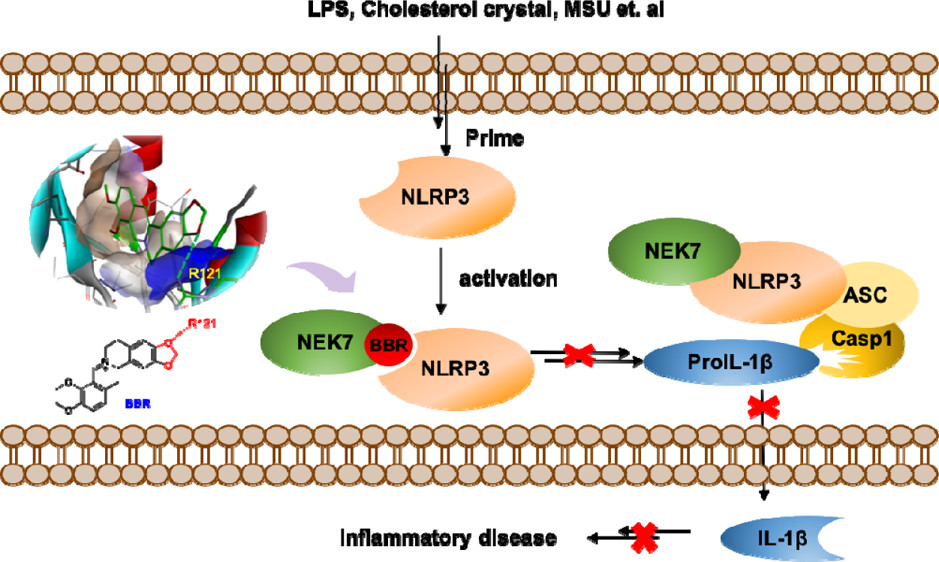 LPS, Cholesterol crystal, MSU et. al
Prime
NLRP3
R121
activation
NEK7
NLRP3
ASC
Casp1
R121
BBR
NEK7
BBR
NLRP3
ProIL-1β
Inflammatory disease
IL-1β